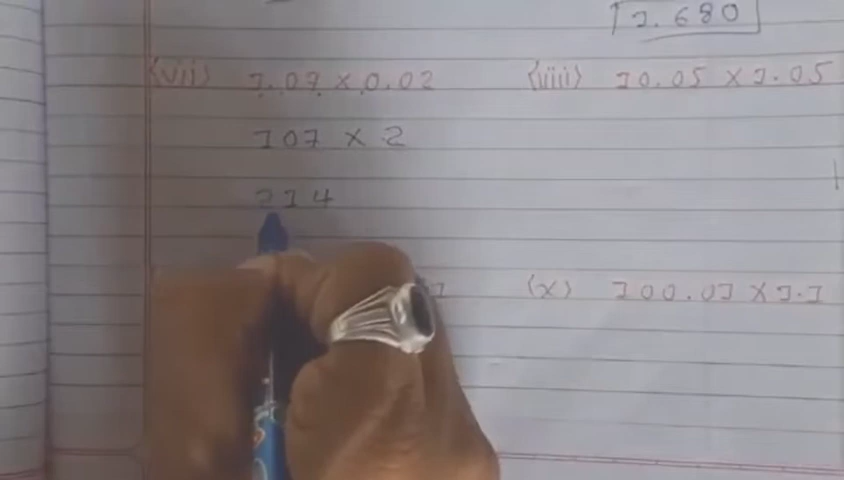 1.680
(vii) 1.07 × 0.02 (viii) 10.05 × 1.05
107 × 2
214
(x) 100.01 × 1.1